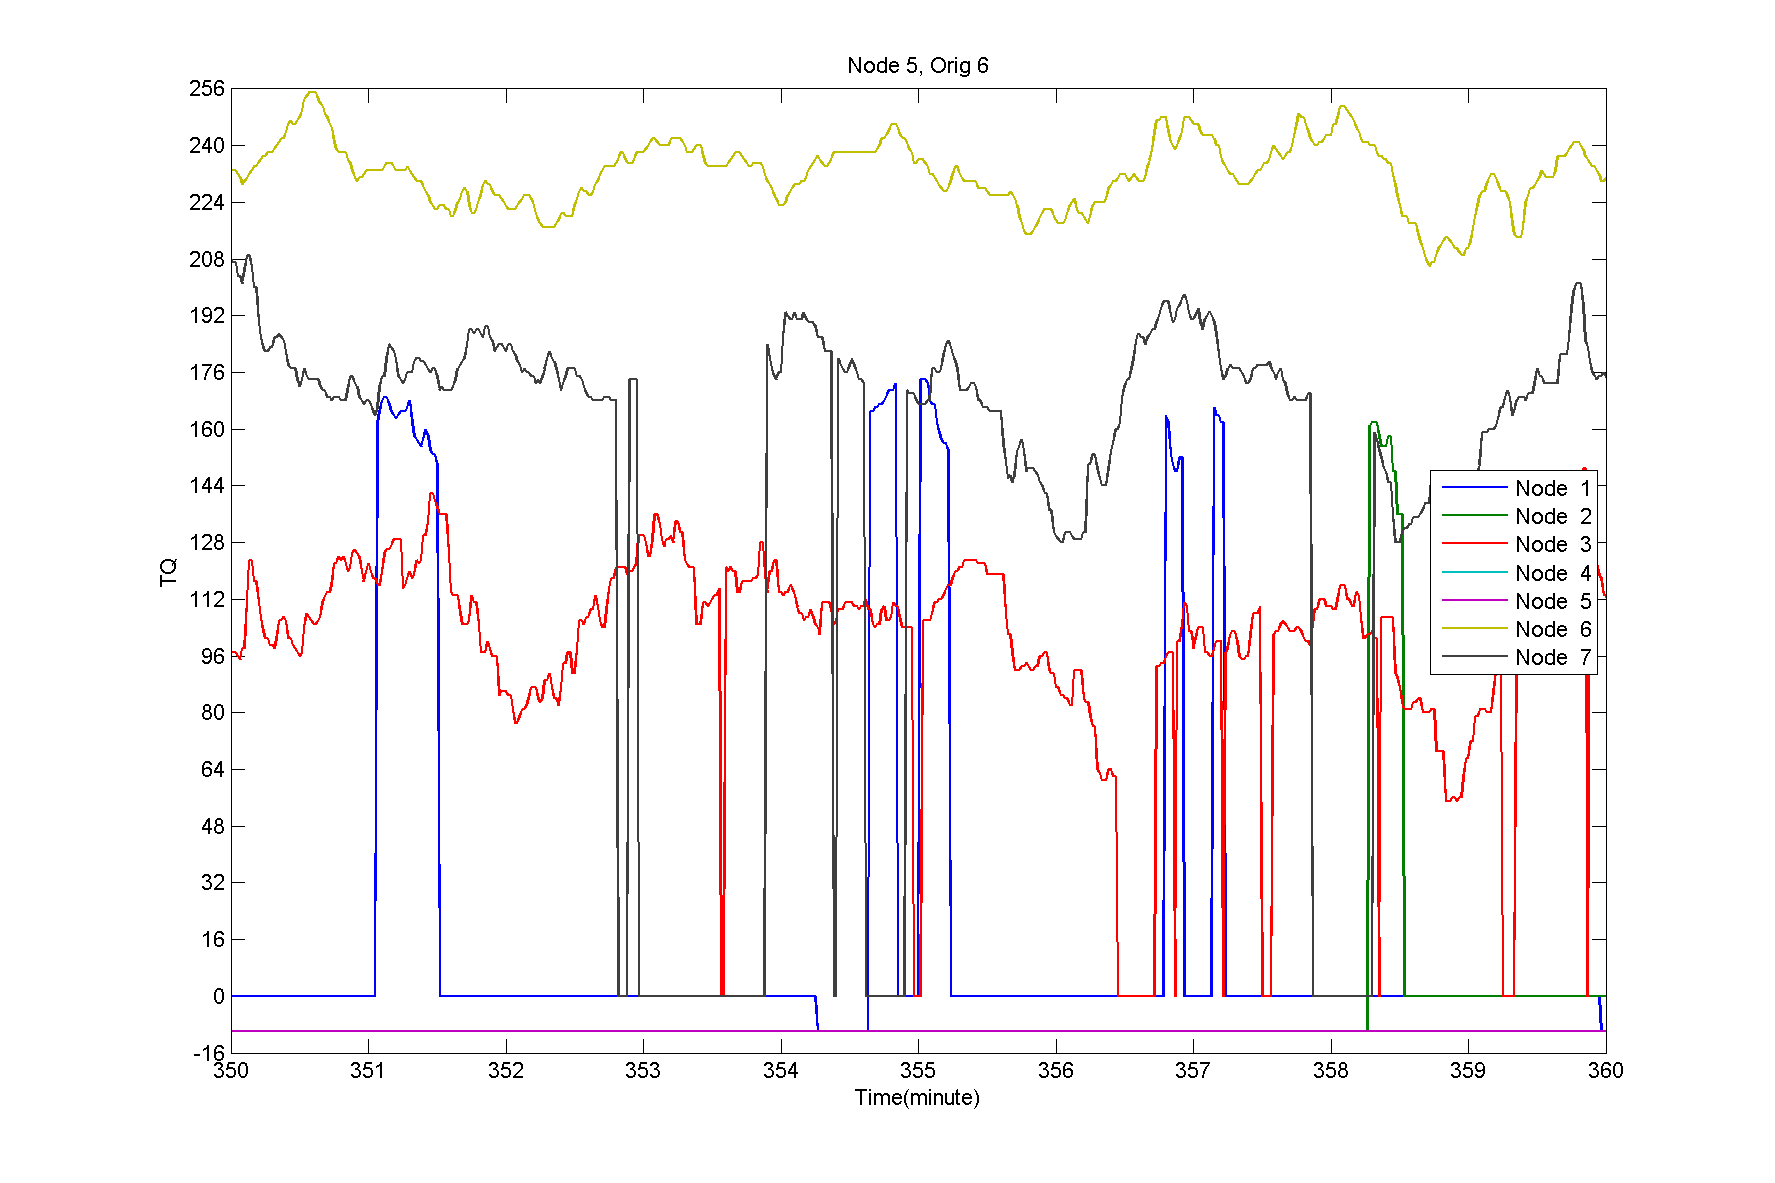 Node 5, Orig 6
256
240
224
208
192
176
160
144
128
112
96
80
64
48
32
16
0
-16
TQ
Node 1
Node 2
Node 3
Node 4
Node 5
Node 6
Node 7
350 351 352 353 354 355 356 357 358 359 360
Time(minute)